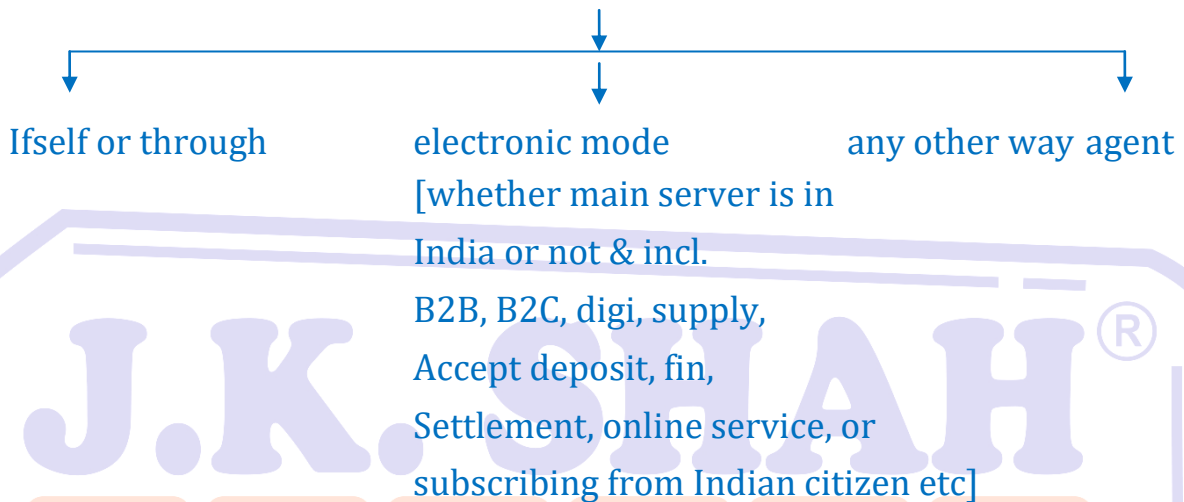 Ifself or through electronic mode any other way agent
[whether main server is in
India or not & incl.
B2B, B2C, digi, supply,
Accept deposit, fin,
Settlement, online service, or
subscribing from Indian citizen etc]
J.K. SHAH®